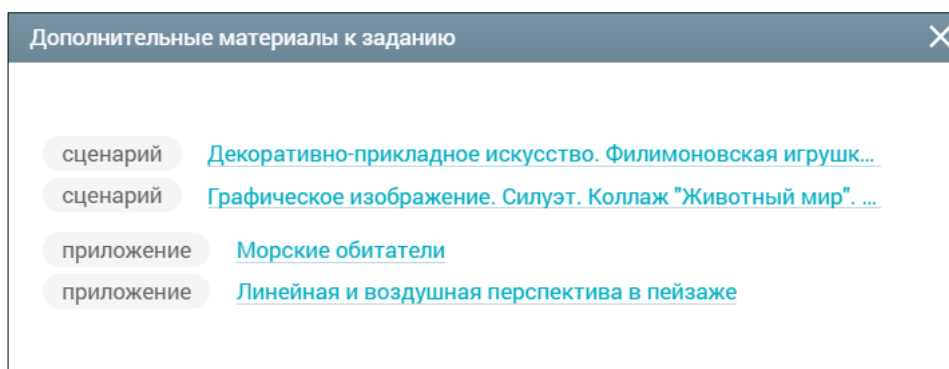 Дополнительные материалы к заданию
сценарий Декоративно-прикладное искусство. Филимоновская игрушк...
сценарий Графическое изображение. Силуэт. Коллаж "Животный мир". ...
приложение Морские обитатели
приложение Линейная и воздушная перспектива в пейзаже